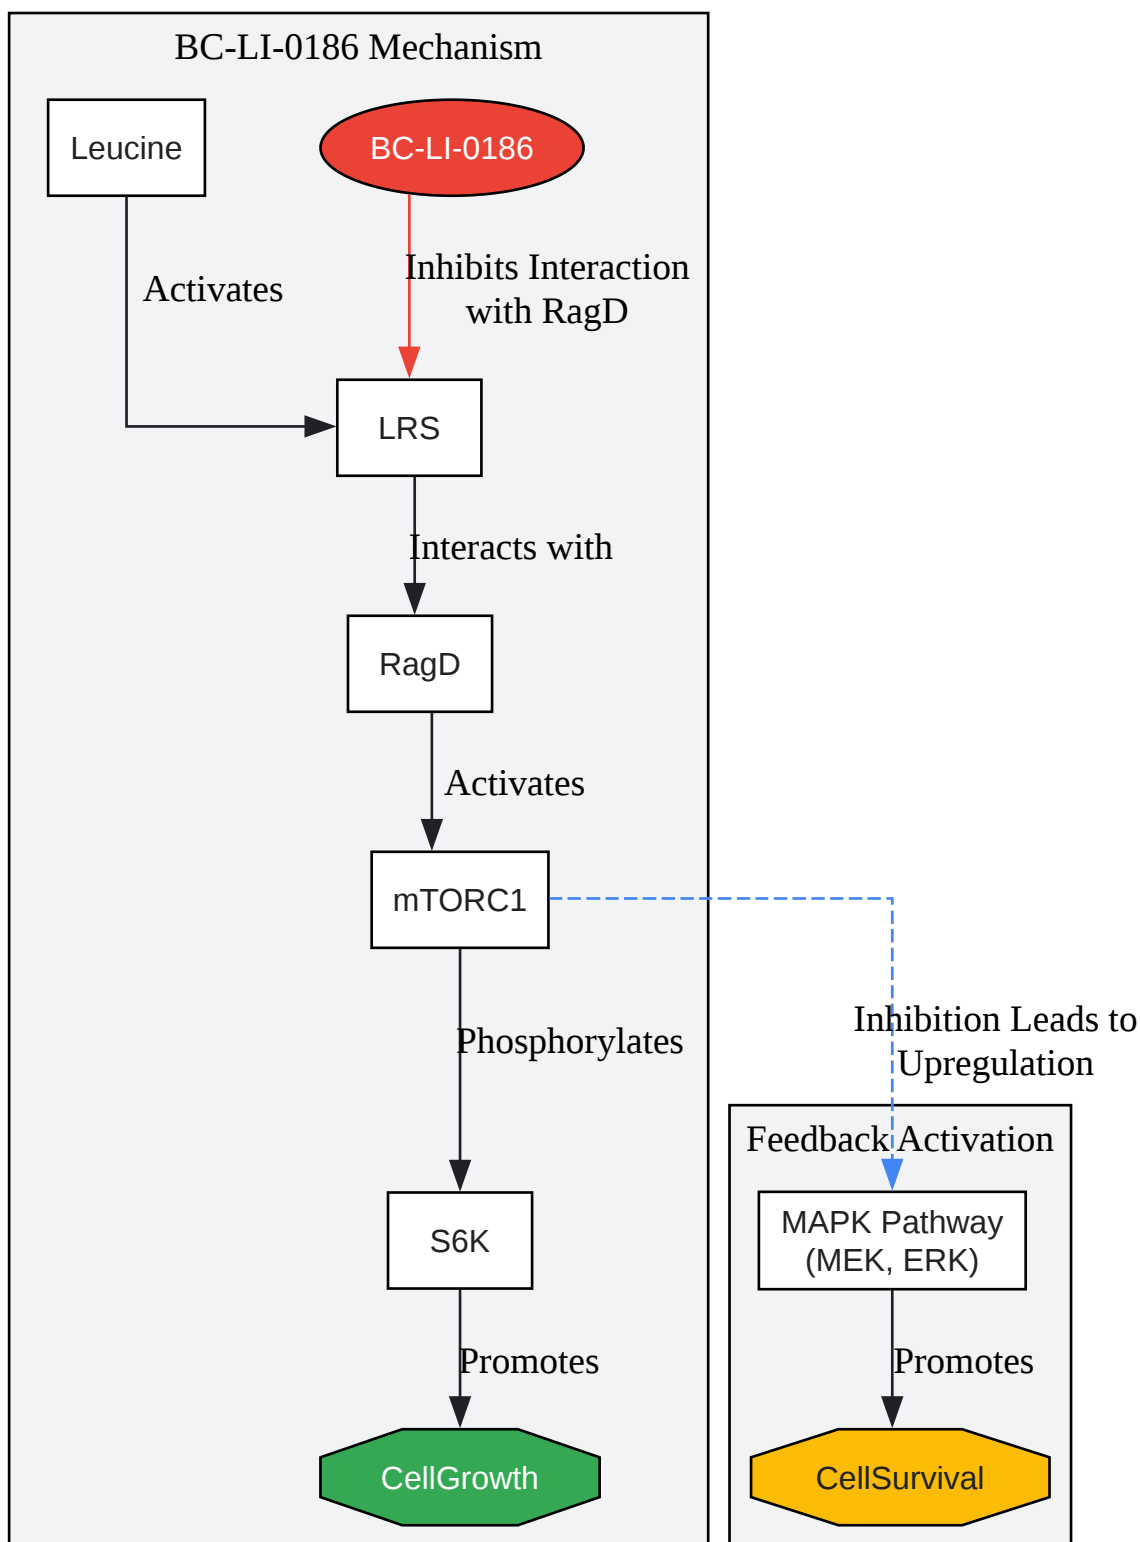 BC-LI-0186 Mechanism
Leucine
BC-LI-0186
Activates
Inhibits Interaction
with RagD
LRS
Interacts with
RagD
Activates
mTORC1
Inhibition Leads to
Upregulation
Phosphorylates
Feedback Activation
S6K
MAPK Pathway
(MEK, ERK)
Promotes
Promotes
CellGrowth
CellSurvival